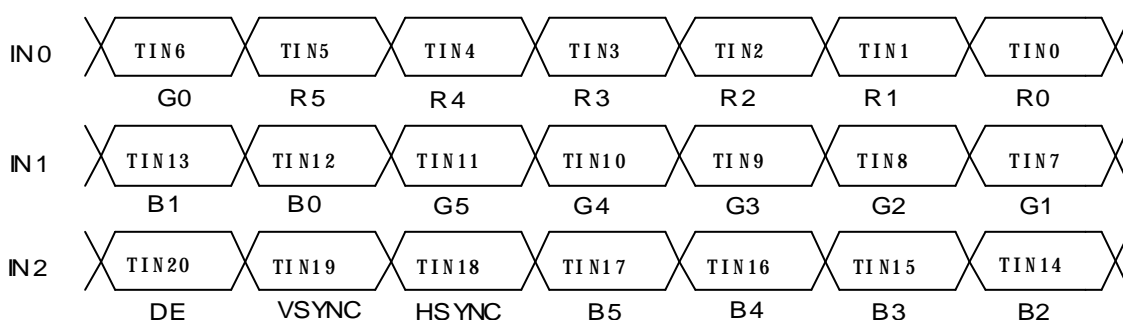 IN0 TIN6 TIN5 TIN4 TIN3 TIN2 TIN1 TIN0
G0 R5 R4 R3 R2 R1 R0
IN1 TIN13 TIN12 TIN11 TIN10 TIN9 TIN8 TIN7
B1 B0 G5 G4 G3 G2 G1
IN2 TIN20 TIN19 TIN18 TIN17 TIN16 TIN15 TIN14
DE VSYNC HSYNC B5 B4 B3 B2